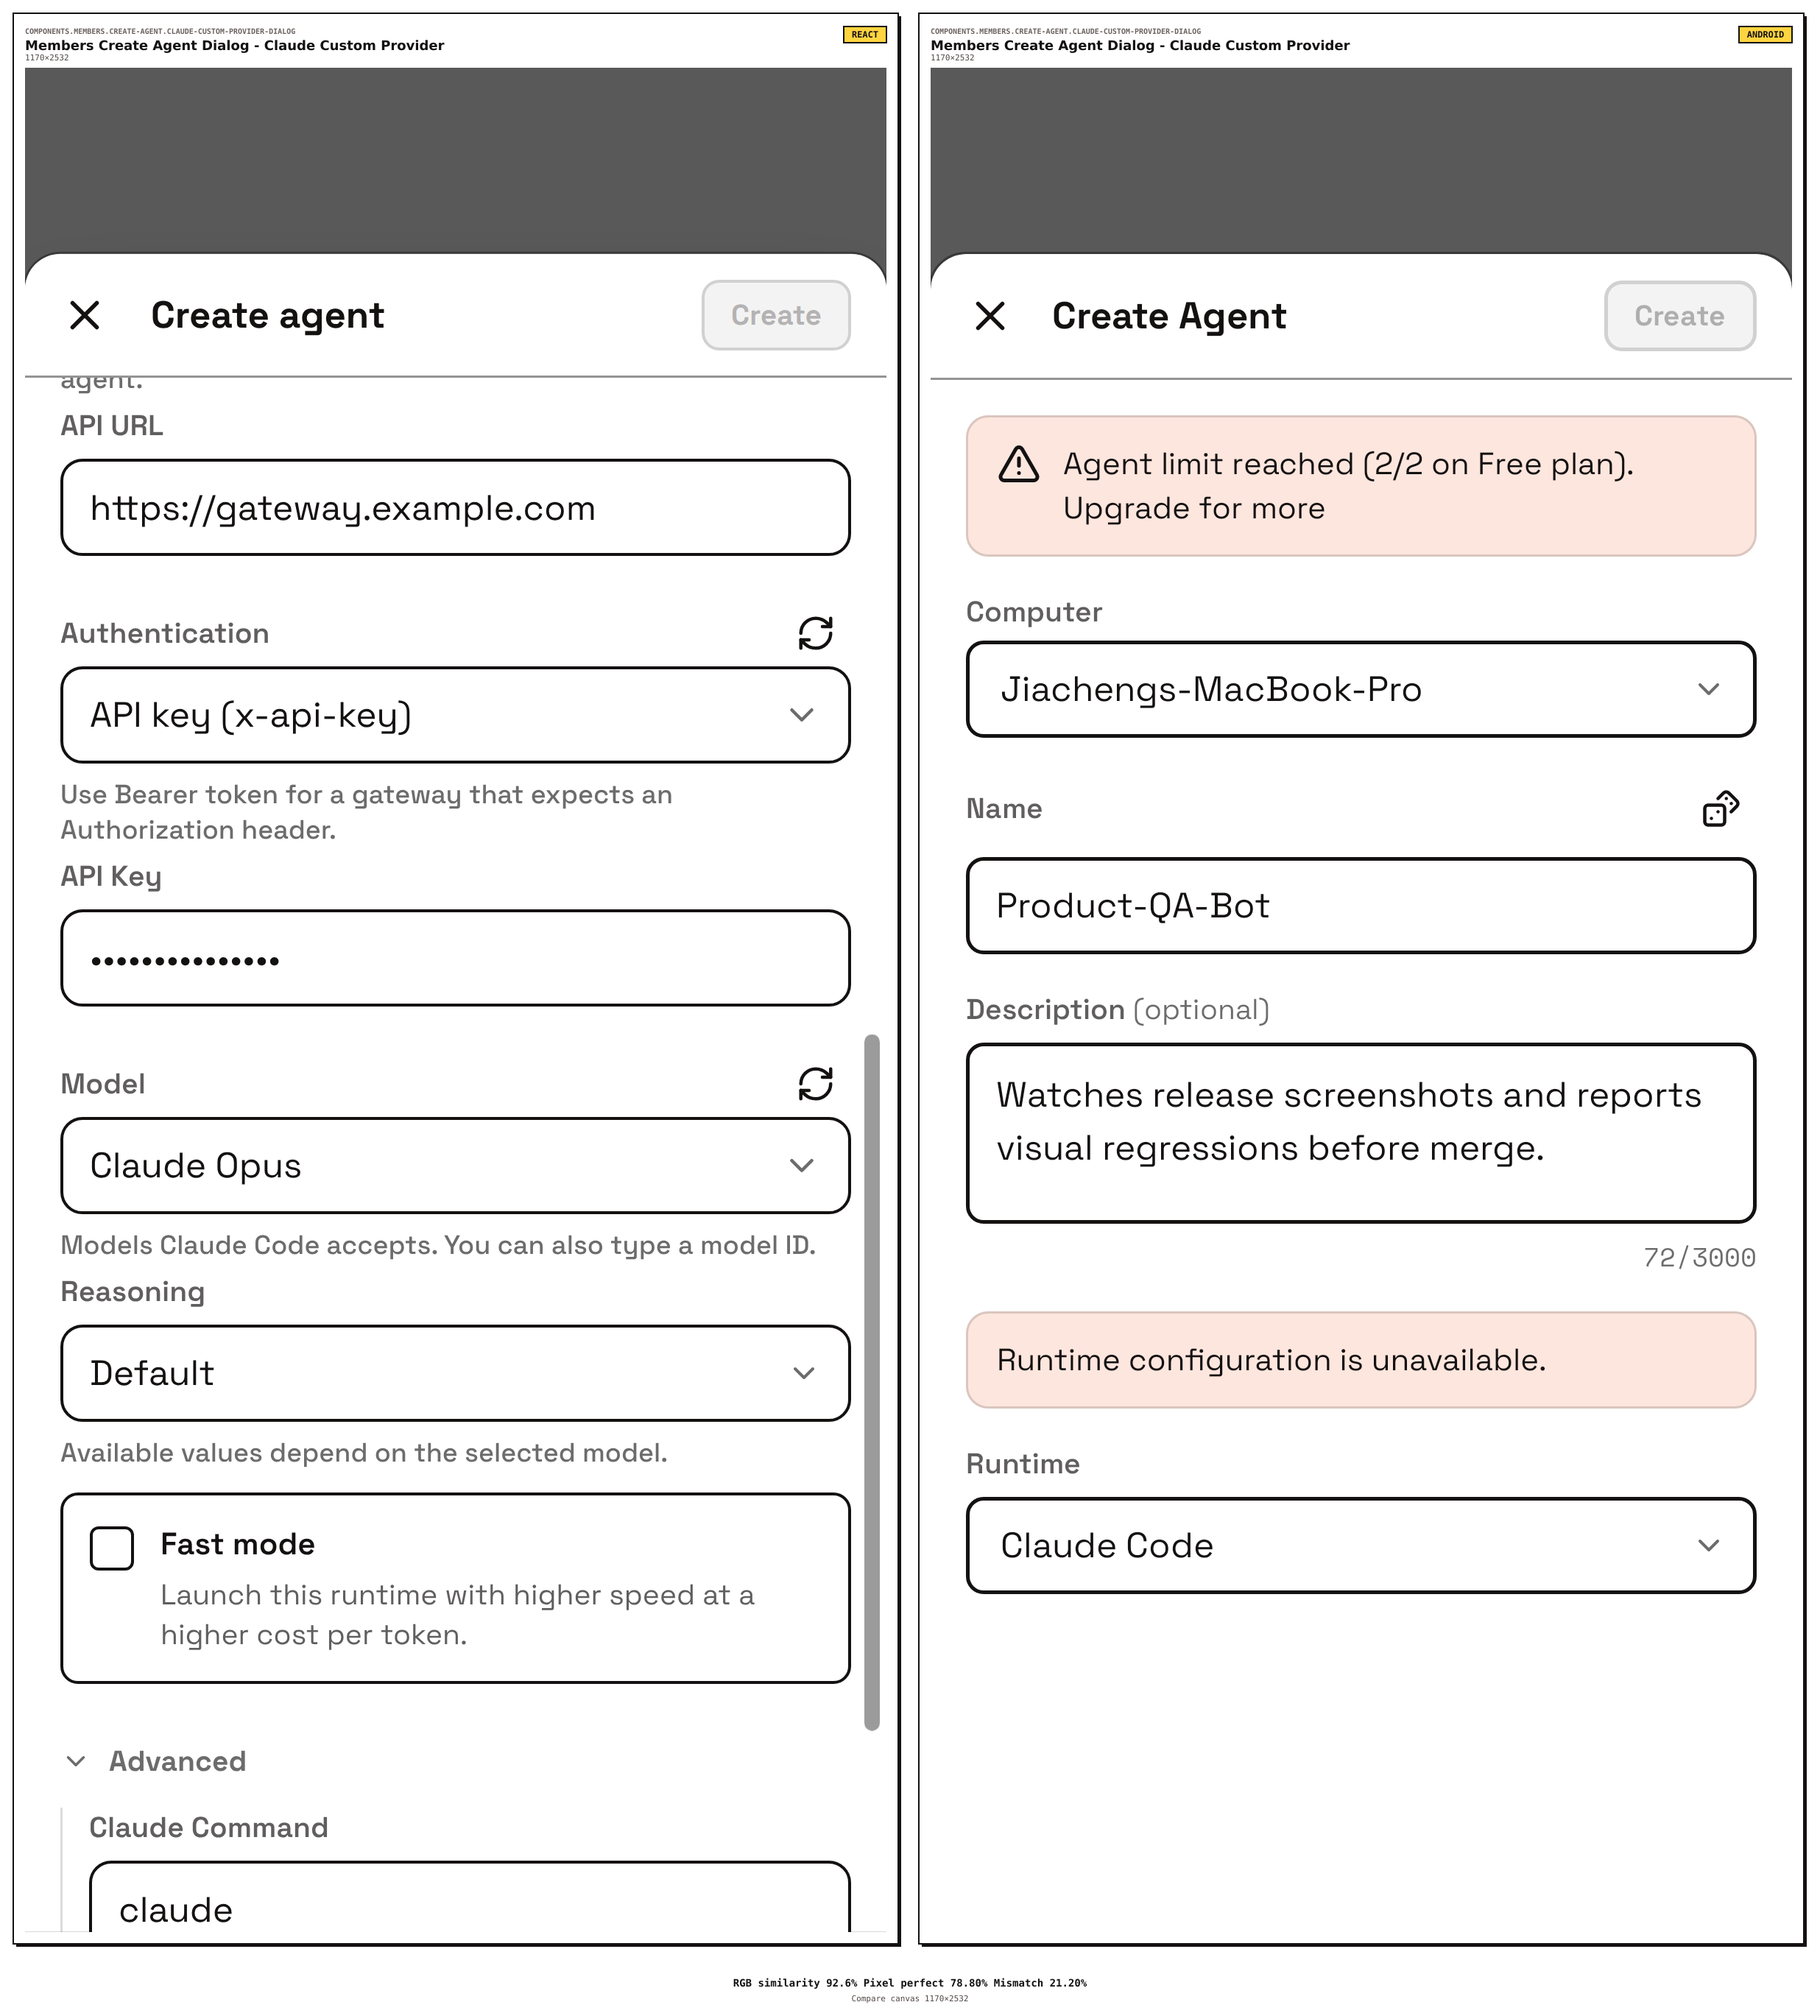 COMPONENTS.MEMBERS.CREATE-AGENT.CLAUDE-CUSTOM-PROVIDER-DIALOG
Members Create Agent Dialog - Claude Custom Provider
1170×2532
REACT
Create agent
Create
agent.
API URL
https://gateway.example.com
Authentication
API key (x-api-key)
Use Bearer token for a gateway that expects an
Authorization header.
API Key
•••••••••••••••
Model
Claude Opus
Models Claude Code accepts. You can also type a model ID.
Reasoning
Default
Available values depend on the selected model.
Fast mode
Launch this runtime with higher speed at a
higher cost per token.
Advanced
Claude Command
claude
COMPONENTS.MEMBERS.CREATE-AGENT.CLAUDE-CUSTOM-PROVIDER-DIALOG
Members Create Agent Dialog - Claude Custom Provider
1170×2532
ANDROID
Create Agent
Create
Agent limit reached (2/2 on Free plan).
Upgrade for more
Computer
Jiachengs-MacBook-Pro
Name
Product-QA-Bot
Description (optional)
Watches release screenshots and reports
visual regressions before merge.
72/3000
Runtime configuration is unavailable.
Runtime
Claude Code
RGB similarity 92.6% Pixel perfect 78.80% Mismatch 21.20%
Compare canvas 1170×2532